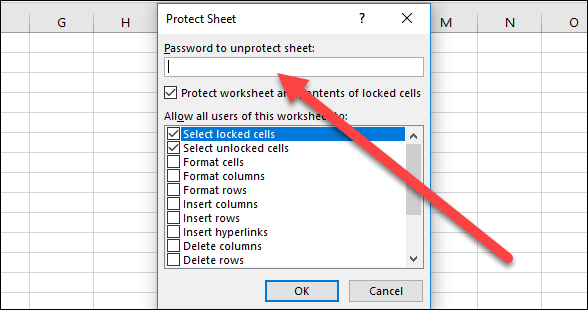 Protect Sheet
G H M N O
Password to unprotect sheet:
Protect worksheet and contents of locked cells
Allow all users of this worksheet to:
Select locked cells
Select unlocked cells
Format cells
Format columns
Format rows
Insert columns
Insert rows
Insert hyperlinks
Delete columns
Delete rows
OK Cancel